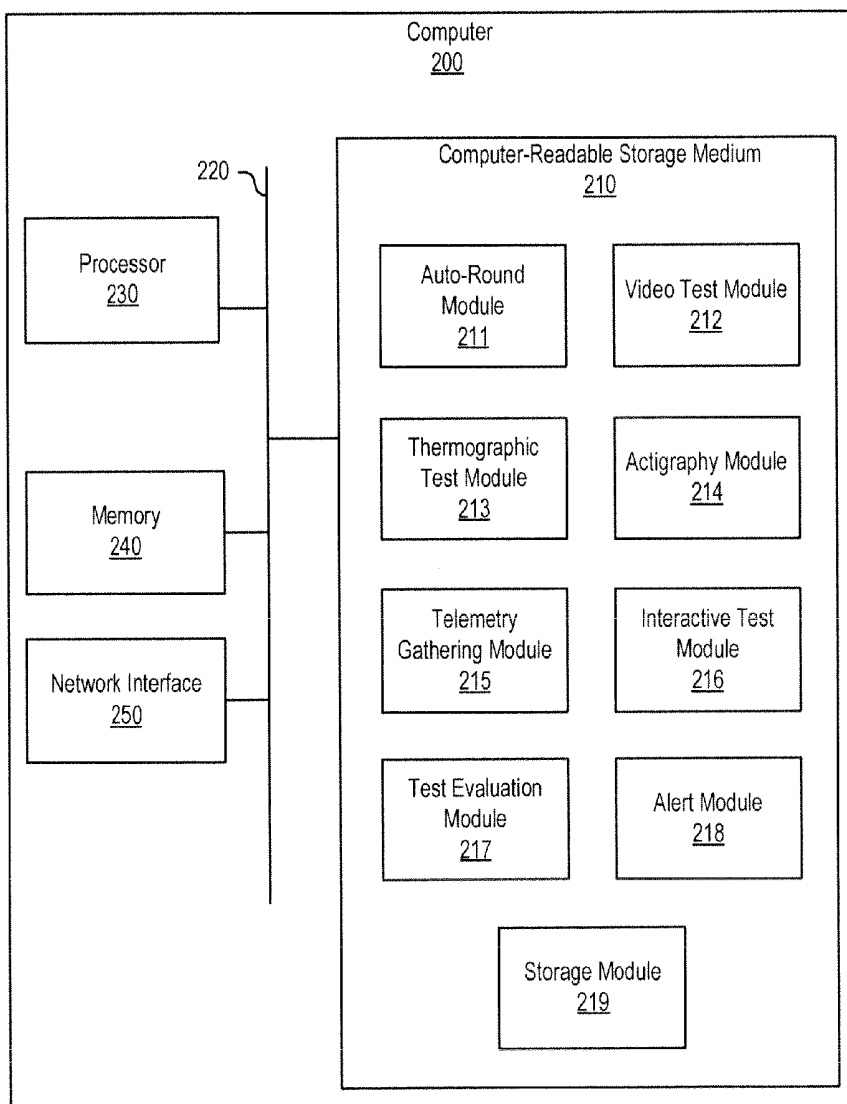 Computer
200
220
Computer-Readable Storage Medium
210
Processor
230
Auto-Round
Module
211
Video Test Module
212
Thermographic
Test Module
213
Actigraphy Module
214
Memory
240
Telemetry
Gathering Module
215
Interactive Test
Module
216
Network Interface
250
Test Evaluation
Module
217
Alert Module
218
Storage Module
219